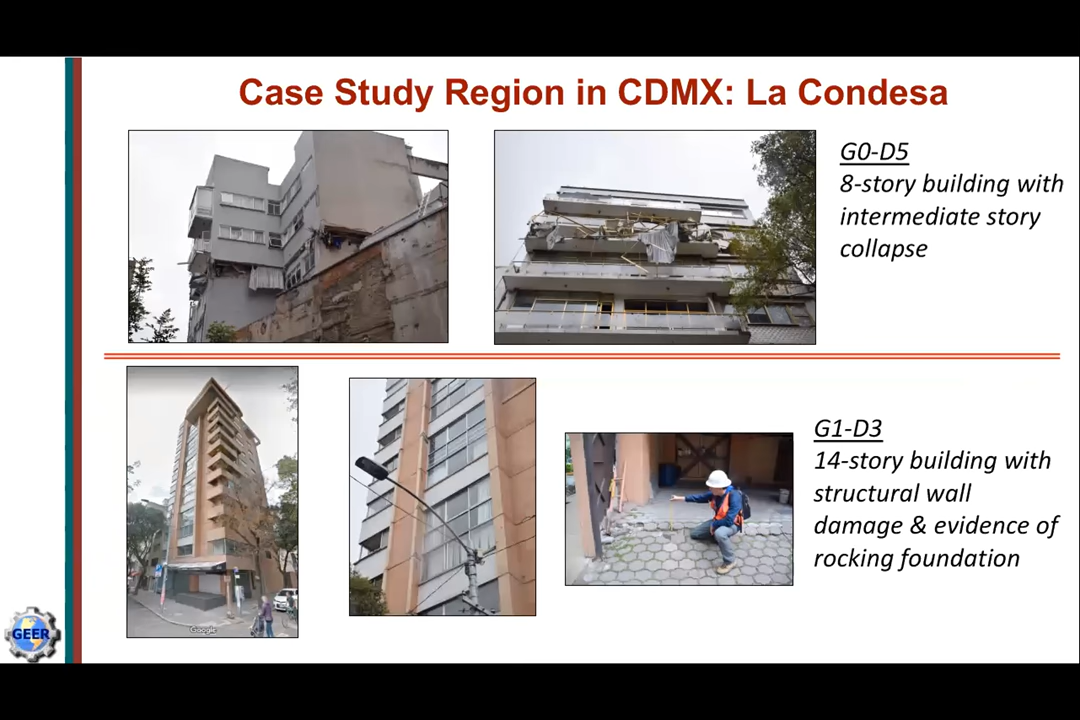 Case Study Region in CDMX: La Condesa
G0-D5
8-story building with
intermediate story
collapse
G1-D3
14-story building with
structural wall
damage & evidence of
rocking foundation
Google
GEER